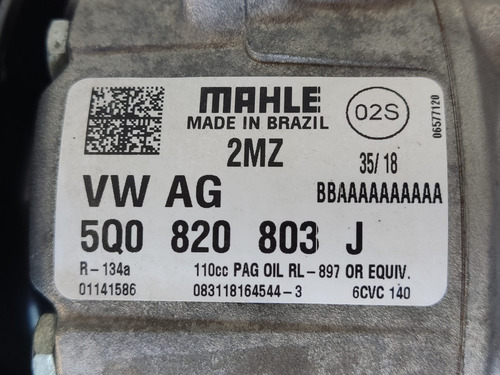 MAHLE
MADE IN BRAZIL
02S
06577120
2MZ
35/18
VW AG
BBAAAAAAAAAA
5Q0 820 803 J
R-134a
110cc PAG OIL RL-897 OR EQUIV.
01141586
083118164544-3
6CVC 140